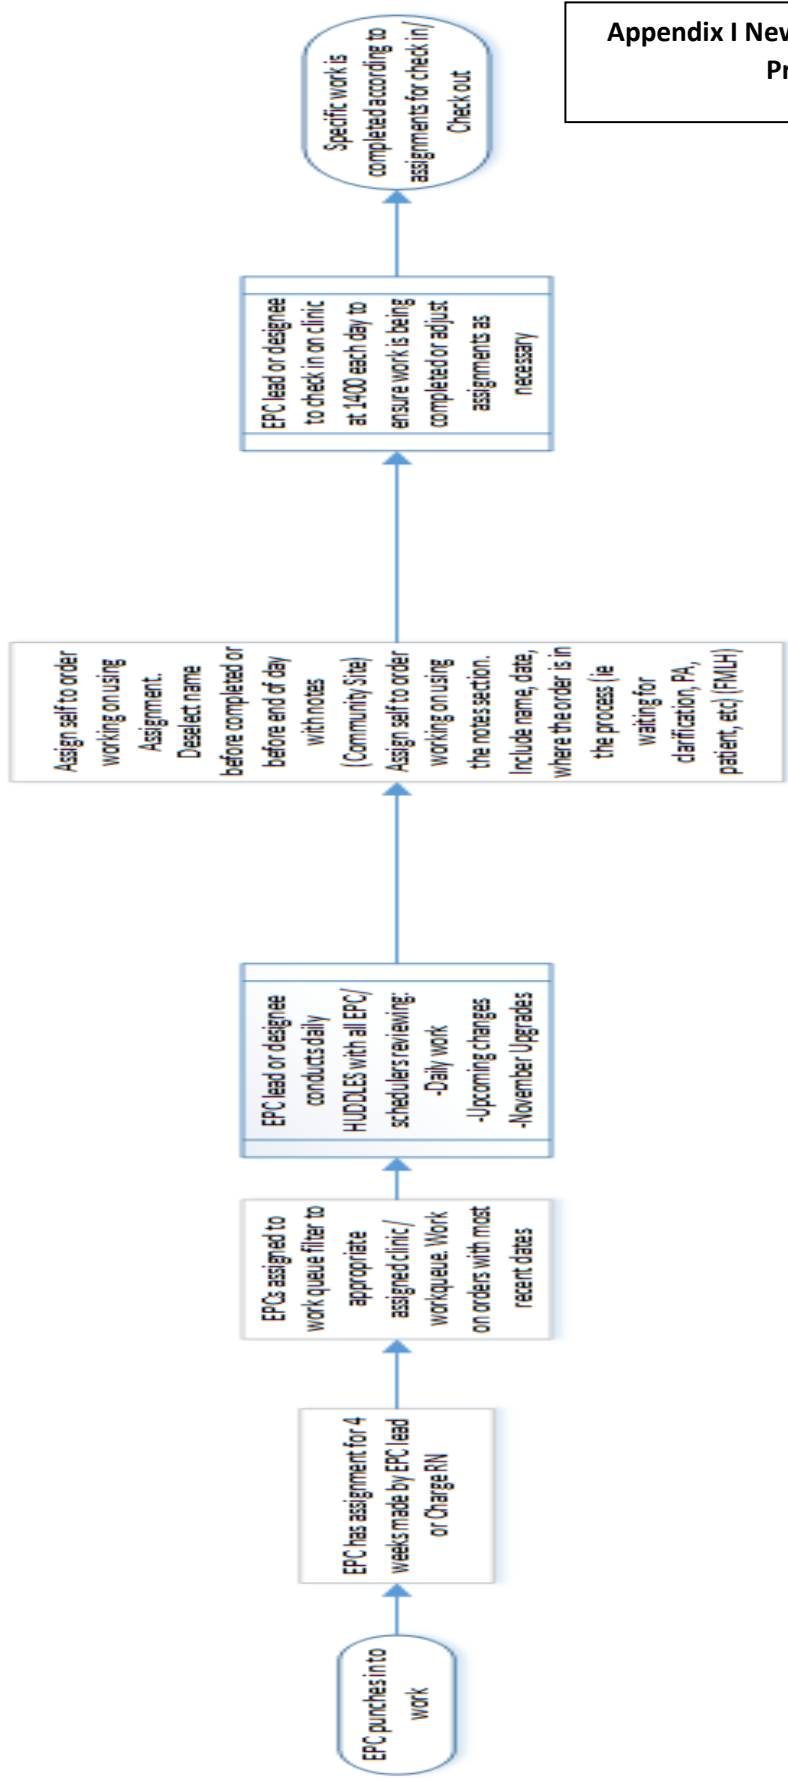 Appendix I New
Pr
EPC punches in to
work
EPC has assignment for 4
weeks made by EPC lead
or Charge RN
EPCs assigned to
work queue filter to
appropriate
assigned clinic/
workqueue. Work
on orders with most
recent dates
EPC lead or designee
conducts daily
HUDDLES with all EPC/
schedulers reviewing:
-Daily work
-Upcoming changes
-November Upgrades
Assign self to order
working on using
Assignment.
Deselect name
before completed or
before end of day
with notes
(Community Site)
Assign self to order
working on using
the notes section.
Include name, date,
where the order is in
the process (ie
waiting for
clarification, PA,
patient, etc) (FMLH)
EPC lead or designee
to check in on clinic
at 1400 each day to
ensure work is being
completed or adjust
assignments as
necessary
Specific work is
completed according to
assignments for check in/
Check out